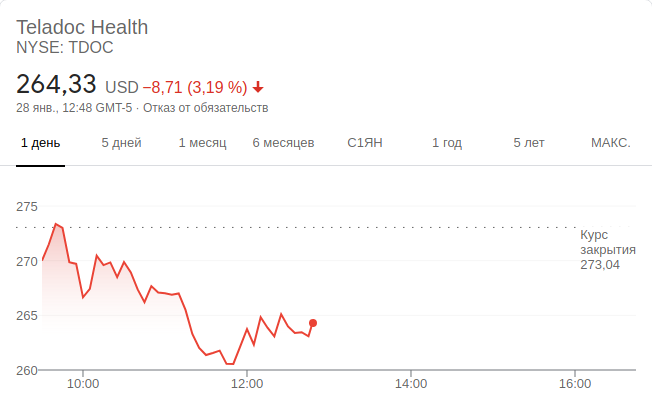 Teladoc Health
NYSE: TDOC
264,33 USD −8,71 (3,19 %)
28 янв., 12:48 GMT-5 · Отказ от обязательств
1 день 5 дней 1 месяц 6 месяцев С1ЯН 1 год 5 лет МАКС.
275
Курс
закрытия
273,04
270
265
260
10:00 12:00 14:00 16:00